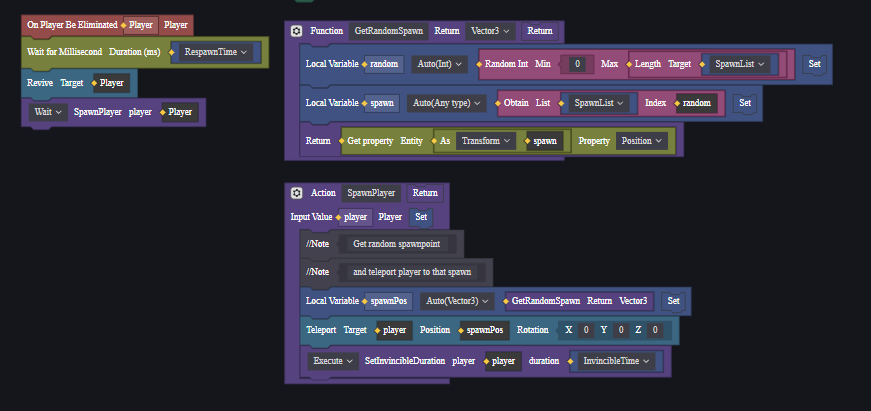 On Player Be Eliminated Player Player
Wait for Millisecond Duration (ms) RespawnTime
Revive Target Player
Wait SpawnPlayer player Player
Function GetRandomSpawn Return Vector3 Return
Local Variable random Auto(Int) Random Int Min 0 Max Length Target SpawnList Set
Local Variable spawn Auto(Any type) Obtain List SpawnList Index random Set
Return Get property Entity As Transform spawn Property Position
Action SpawnPlayer Return
Input Value player Player Set
//Note Get random spawnpoint
//Note and teleport player to that spawn
Local Variable spawnPos Auto(Vector3) GetRandomSpawn Return Vector3 Set
Teleport Target player Position spawnPos Rotation X 0 Y 0 Z 0
Execute SetInvincibleDuration player player duration InvincibleTime